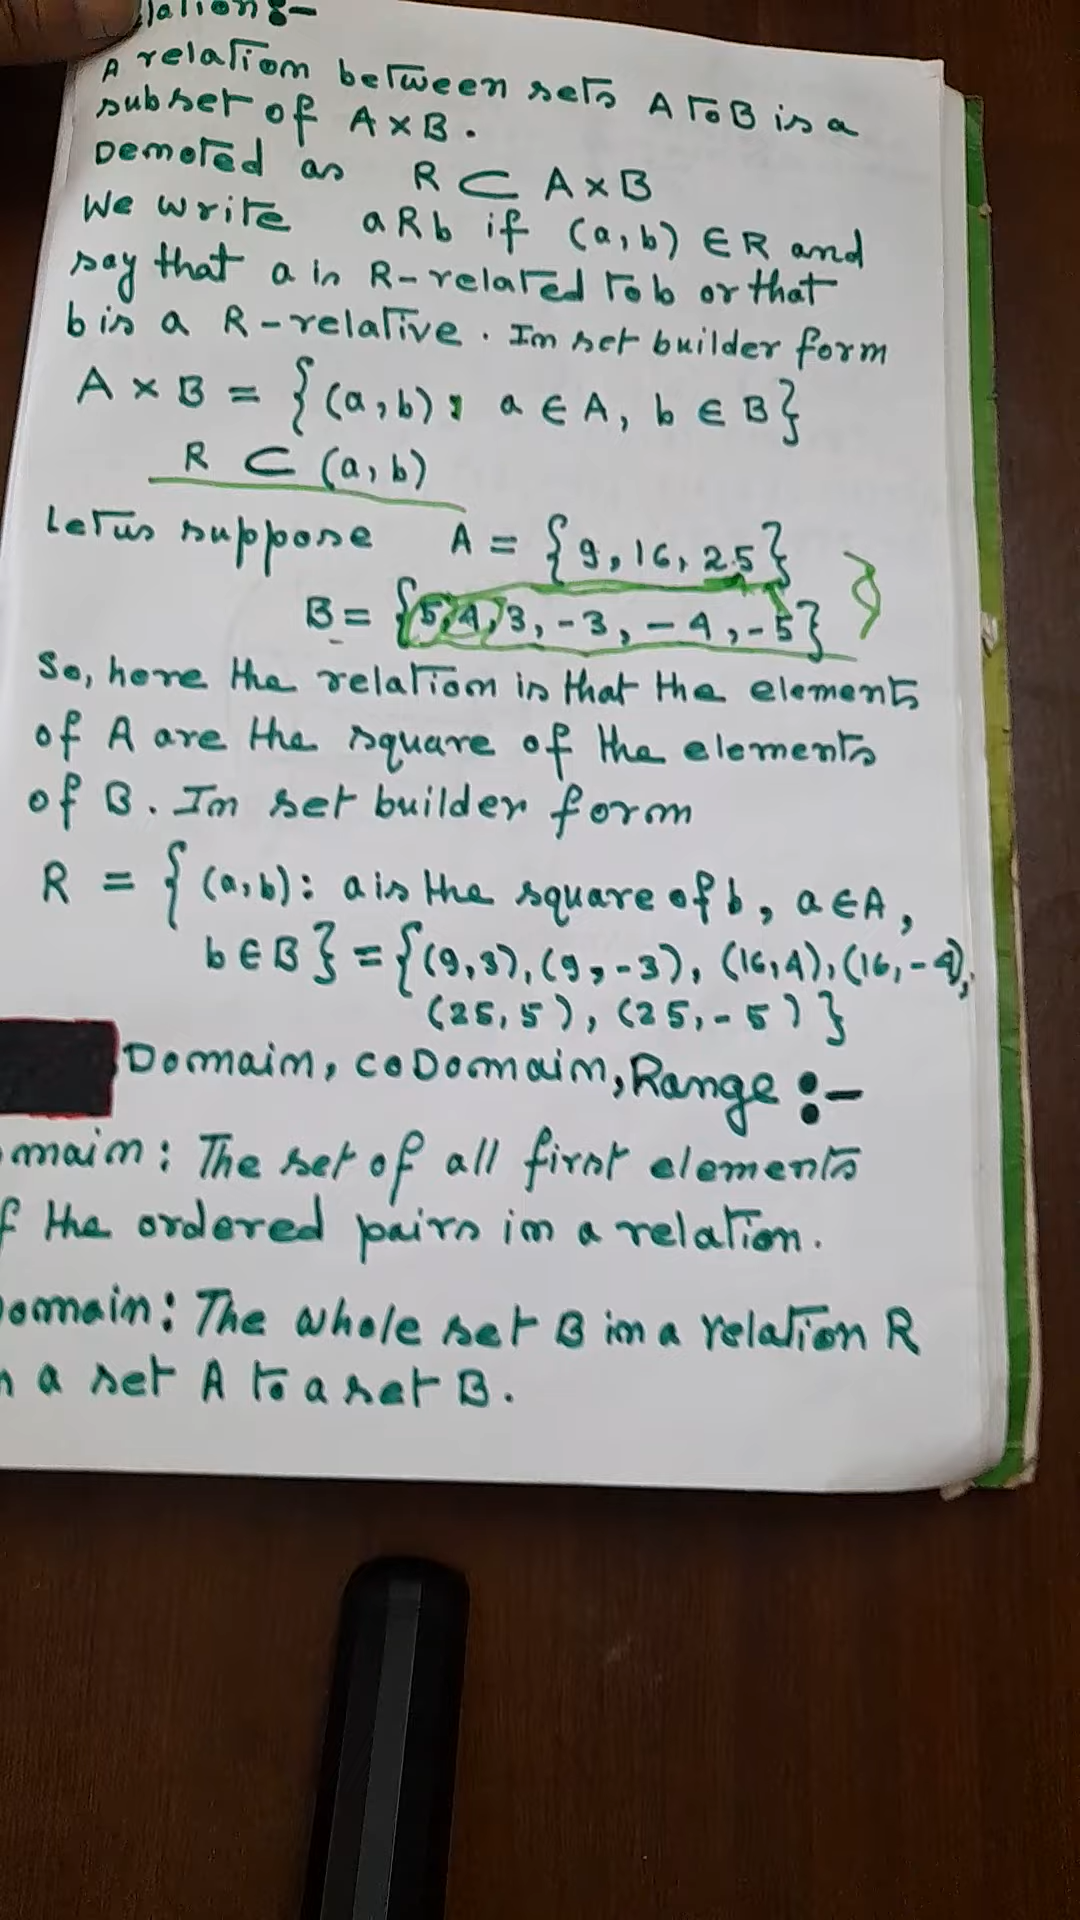 lation :-
A relation between sets A to B is a
subset of A × B.
Denoted as R ⊂ A × B
We write aRb if (a, b) ∈ R and
say that a is R-related to b or that
b is a R-relative. In set builder form
A × B = {(a, b): a ∈ A, b ∈ B}
R ⊂ (a, b)
Let us suppose A = {9, 16, 25}
B = {5, 4, 3, -3, -4, -5}
So, here the relation is that the elements
of A are the square of the elements
of B. In set builder form
R = {(a, b): a is the square of b, a ∈ A,
b ∈ B} = {(9, 3), (9, -3), (16, 4), (16, -4),
(25, 5), (25, -5)}
Domain, coDomain, Range :-
main: The set of all first elements
f the ordered pairs in a relation.
omain: The whole set B in a relation R
a set A to a set B.